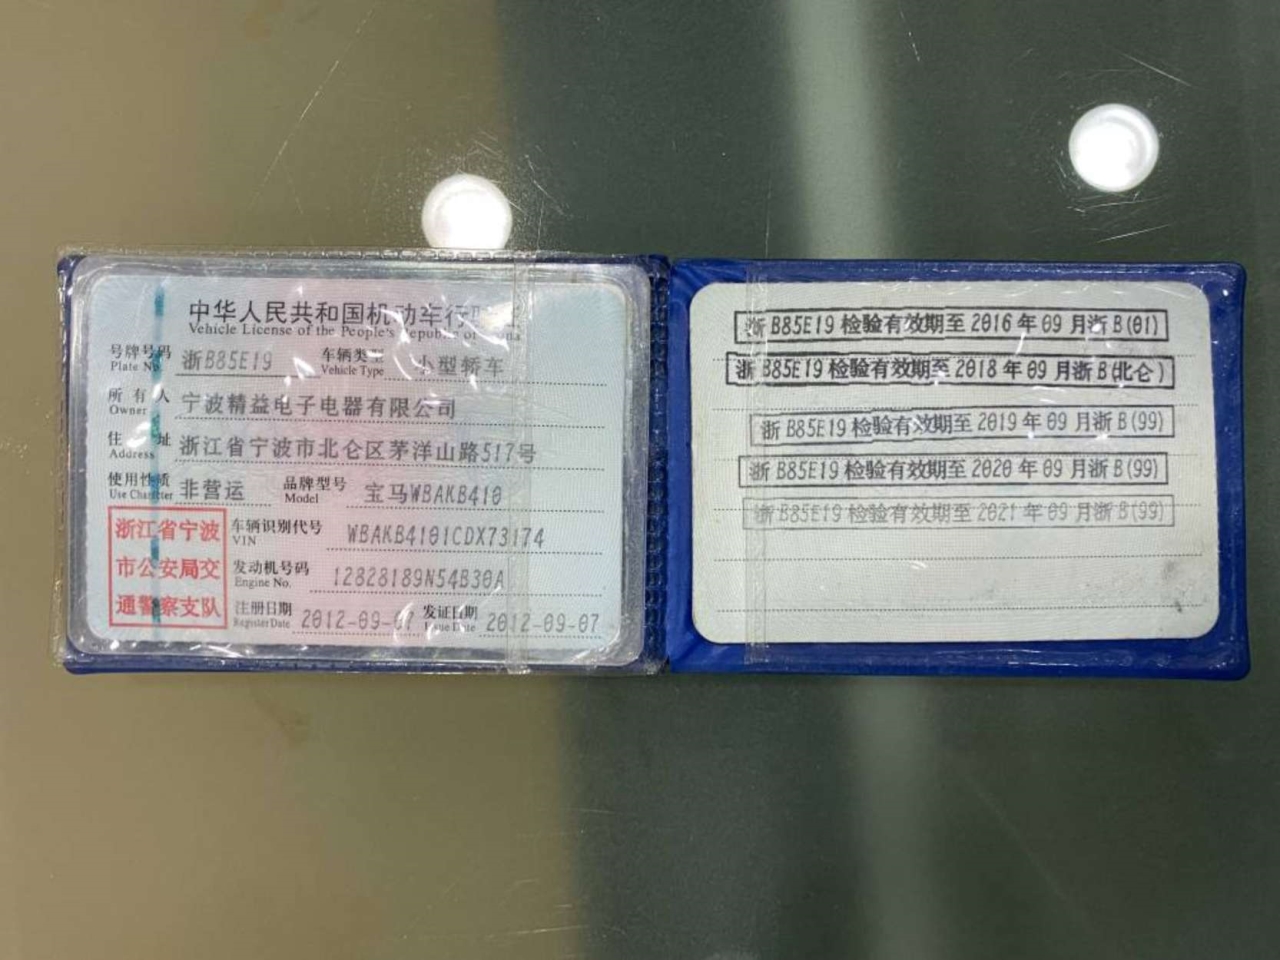 中华人民共和国机动车行
Vehicle License of the People's Republic of China
号牌号码 Plate No. 浙B85E19 车辆类型 Vehicle Type 小型轿车
所有人 Owner 宁波精益电子电器有限公司
住址 Address 浙江省宁波市北仑区茅洋山路517号
使用性质 Use Character 非营运 品牌型号 Model 宝马WBAKB410
浙江省宁波
市公安局交
通警察支队
车辆识别代号 VIN WBAKB4101CDX73174
发动机号码 Engine No. 12828189N54B30A
注册日期 Register Date 2012-09-07 发证日期 Issue Date 2012-09-07
浙B85E19检验有效期至2016年09月浙B(01)
浙B85E19检验有效期至2018年09月浙B(北仑)
浙B85E19检验有效期至2019年09月浙B(99)
浙B85E19检验有效期至2020年09月浙B(99)
浙B85E19检验有效期至2021年09月浙B(99)